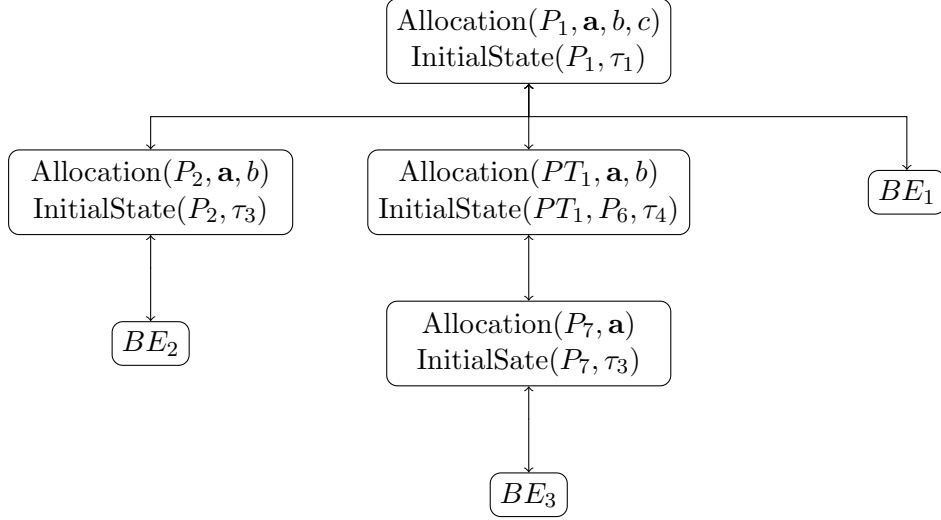 Allocation(P₁, a, b, c)
InitialState(P₁, τ₁)
Allocation(P₂, a, b)
InitialState(P₂, τ₃)
Allocation(PT₁, a, b)
InitialState(PT₁, P₆, τ₄)
BE₁
BE₂
Allocation(P₇, a)
InitialSate(P₇, τ₃)
BE₃